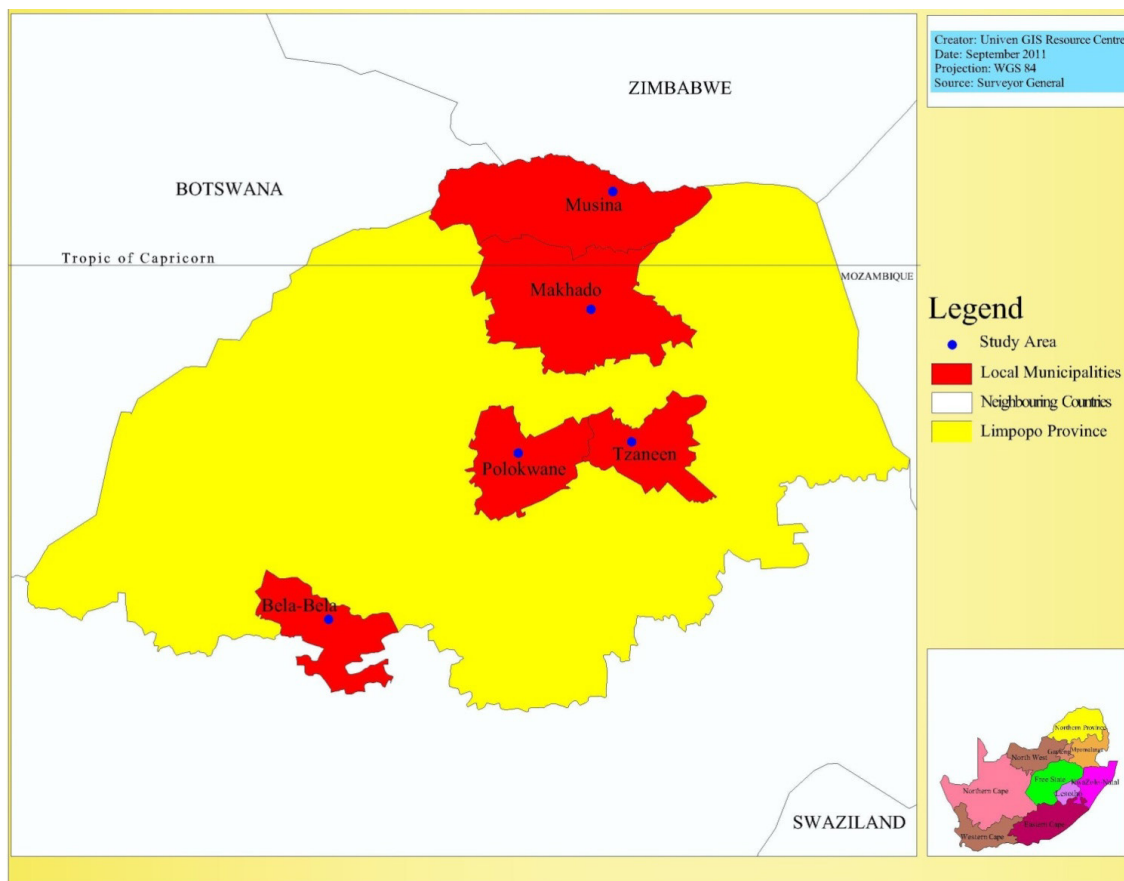 Creator: Univen GIS Resource Centre
Date: September 2011
Projection: WGS 84
Source: Surveyor General
ZIMBABWE
BOTSWANA
Musina
Tropic of Capricorn
MOZAMBIQUE
Makhado
Legend
Study Area
Local Municipalities
Neighbouring Countries
Limpopo Province
Polokwane
Tzaneen
Bela-Bela
SWAZILAND
Northern Province
North West
Free State
Northern Cape
Lesotho
Eastern Cape
Western Cape